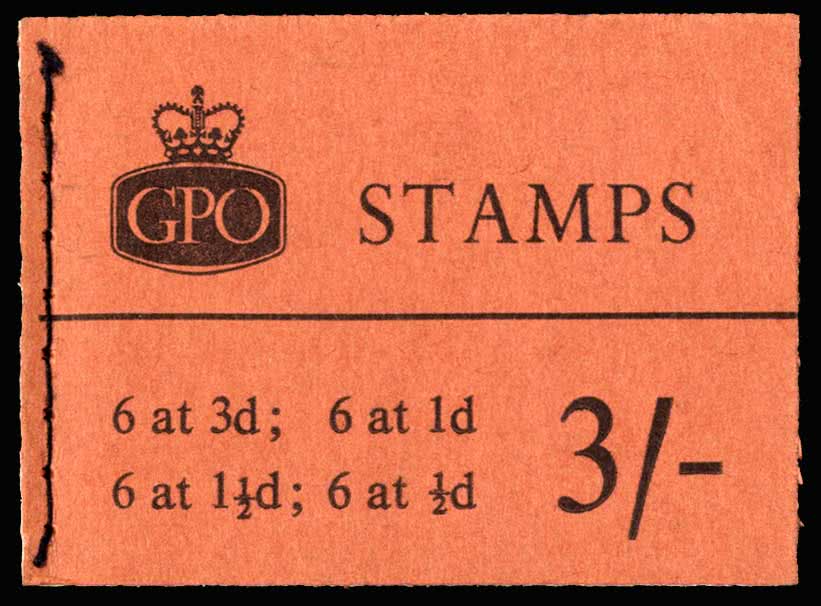 GPO
STAMPS
6 at 3d; 6 at 1d
6 at 1½d; 6 at ½d
3/-